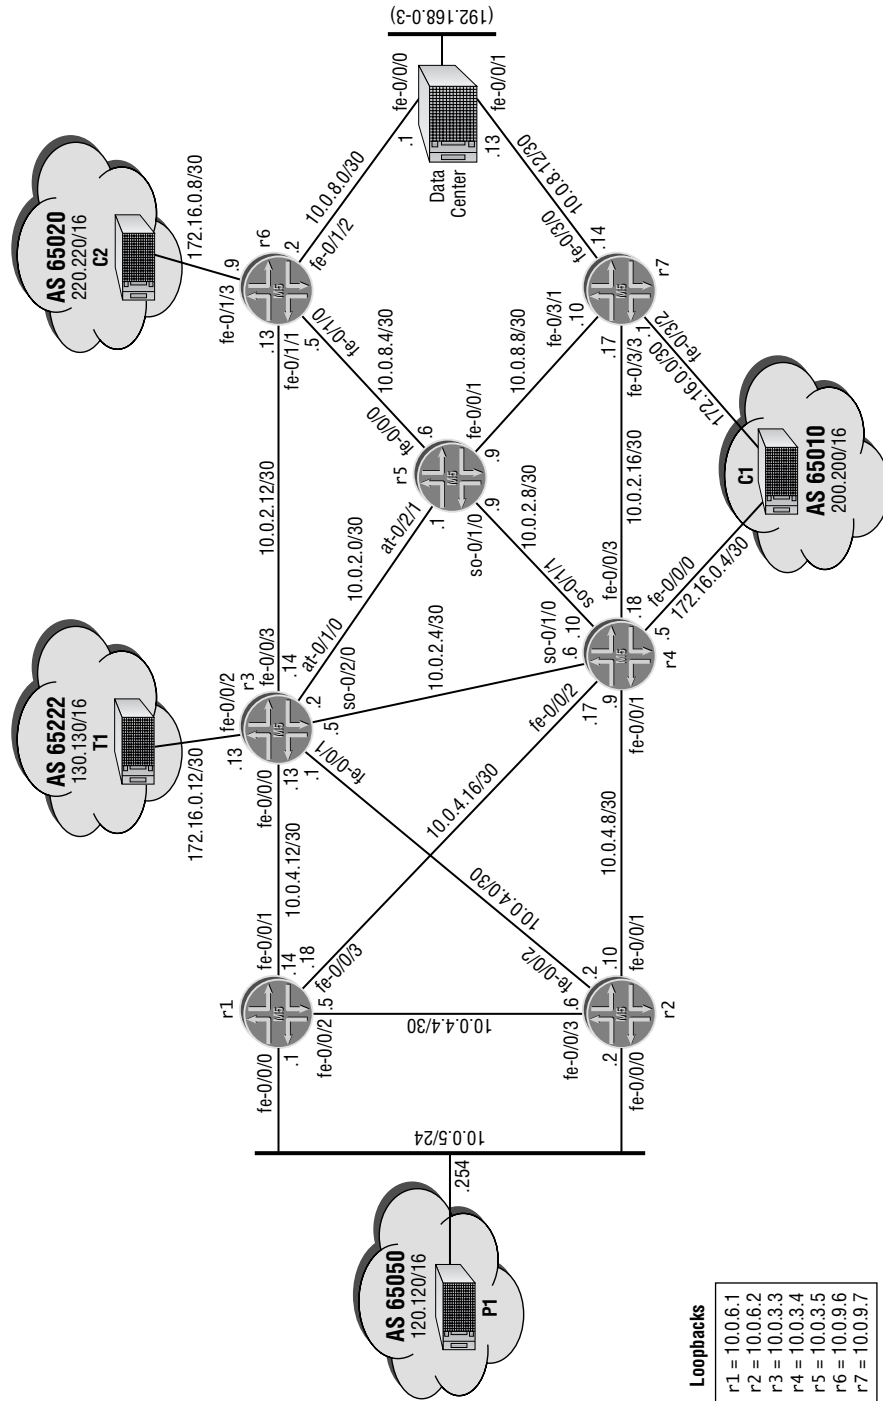 AS 65222
130.130/16
T1
172.16.0.12/30
AS 65020
220.220/16
C2
172.16.0.8/30
AS 65050
120.120/16
P1
.254
10.0.5/24
fe-0/0/0
.1
r1
fe-0/0/1
.14
.18
fe-0/0/3
.5
fe-0/0/2
M5
10.0.4.12/30
10.0.4.16/30
10.0.4.4/30
10.0.4.0/30
10.0.4.8/30
fe-0/0/0
.2
fe-0/0/3
.6
fe-0/0/2
.2
.10
fe-0/0/1
r2
M5
r3
.13
fe-0/0/2
fe-0/0/0
.13
.1
fe-0/0/1
fe-0/0/3
.14
at-0/1/0
.2
so-0/2/0
.5
M5
10.0.2.12/30
10.0.2.0/30
10.0.2.4/30
10.0.2.8/30
10.0.2.16/30
fe-0/0/2
.17
.9
fe-0/0/1
so-0/1/0
.6
.10
so-0/1/1
fe-0/0/3
.18
fe-0/0/0
.5
r4
M5
172.16.0.4/30
r5
at-0/2/1
.1
so-0/1/0
.9
fe-0/0/0
.6
fe-0/0/1
.9
M5
10.0.8.4/30
10.0.8.8/30
r6
fe-0/1/3
.9
.13
fe-0/1/1
.5
fe-0/1/0
.2
fe-0/1/2
M5
10.0.8.0/30
r7
fe-0/3/1
.10
.17
fe-0/3/3
.1
fe-0/3/2
fe-0/3/0
.14
M5
172.16.0.0/30
10.0.8.12/30
C1
AS 65010
200.200/16
Data
Center
.1
fe-0/0/0
.13
fe-0/0/1
(192.168.0-3)
Loopbacks
r1 = 10.0.6.1
r2 = 10.0.6.2
r3 = 10.0.3.3
r4 = 10.0.3.4
r5 = 10.0.3.5
r6 = 10.0.9.6
r7 = 10.0.9.7